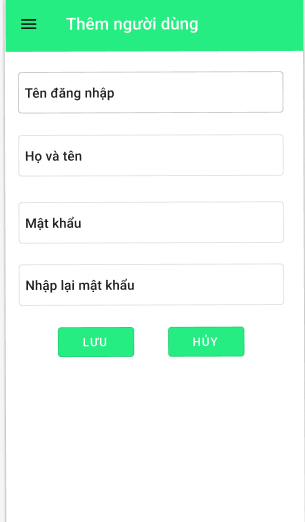 Thêm người dùng
Tên đăng nhập
Họ và tên
Mật khẩu
Nhập lại mật khẩu
LƯU HỦY